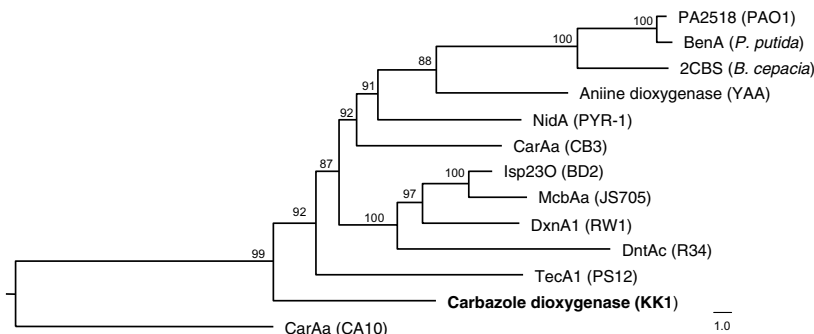 100
PA2518 (PAO1)
100
BenA (P. putida)
88
2CBS (B. cepacia)
91
Aniine dioxygenase (YAA)
92
NidA (PYR-1)
CarAa (CB3)
87
100
Isp23O (BD2)
97
McbAa (JS705)
92
100
DxnA1 (RW1)
DntAc (R34)
99
TecA1 (PS12)
Carbazole dioxygenase (KK1)
1.0
CarAa (CA10)